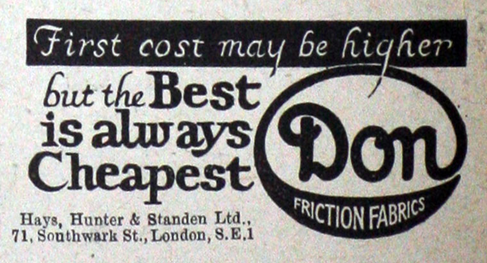 First cost may be higher
but the Best
is always
Cheapest
Don
FRICTION FABRICS
Hays, Hunter & Standen Ltd.,
71, Southwark St., London, S.E.1